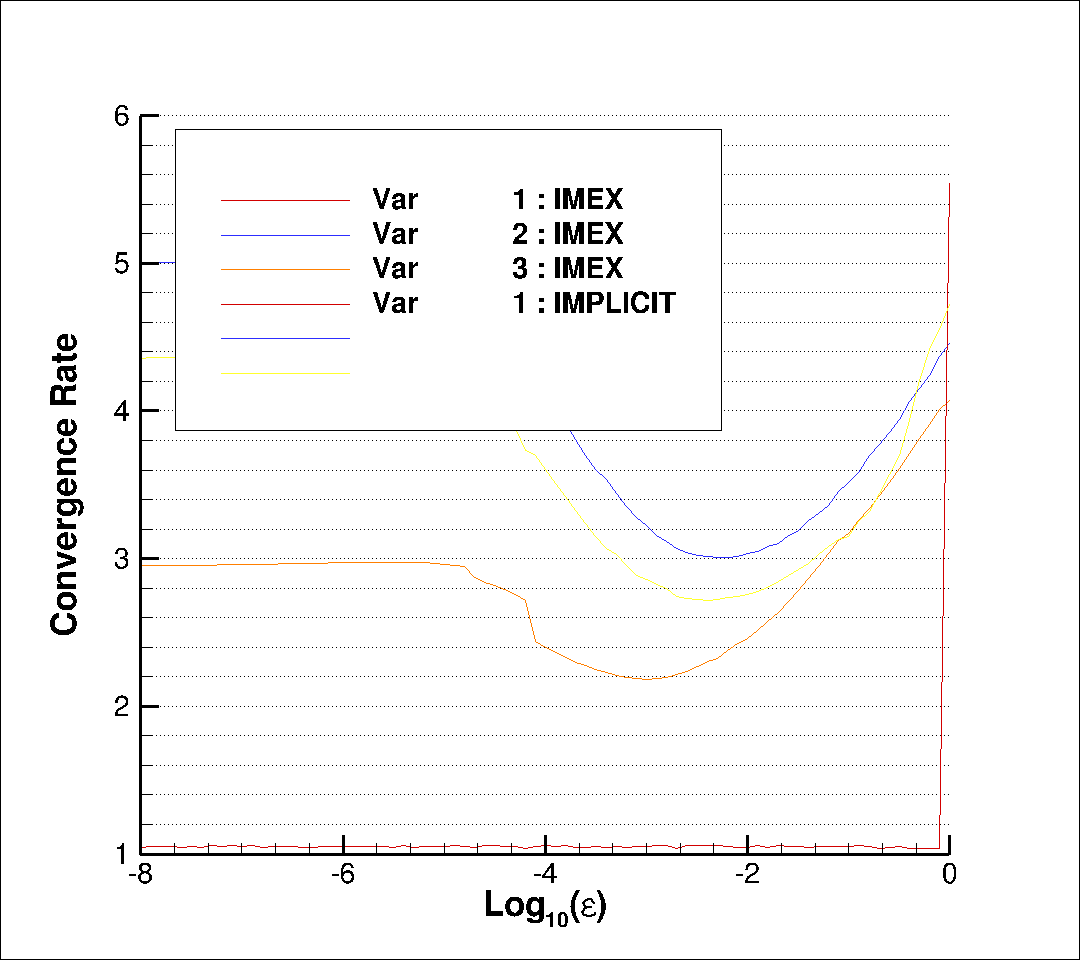 6
Var 1 : IMEX
Var 2 : IMEX
5
Var 3 : IMEX
Var 1 : IMPLICIT
4
Convergence Rate
3
2
1
-8 -6 -4 -2 0
Log₁₀(ε)